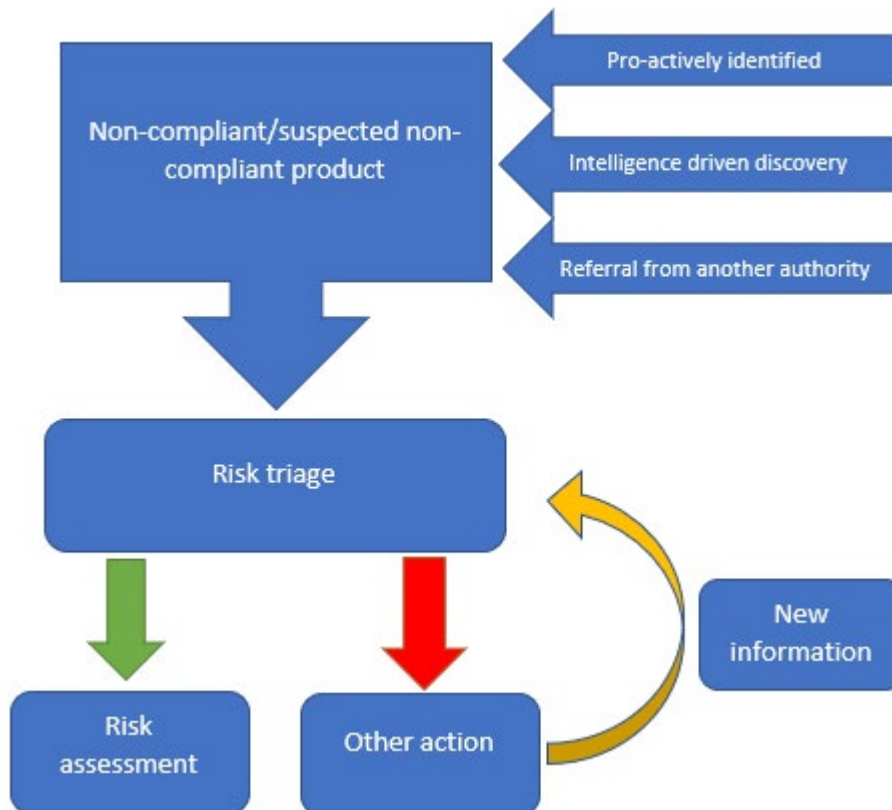 Pro-actively identified
Non-compliant/suspected non-
compliant product
Intelligence driven discovery
Referral from another authority
Risk triage
New
information
Risk
assessment
Other action